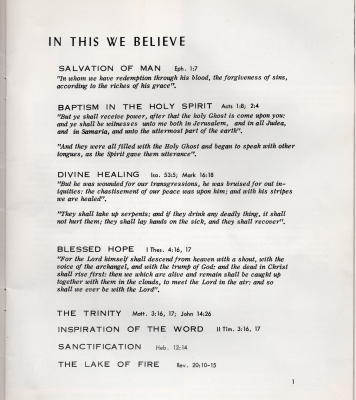 IN THIS WE BELIEVE
SALVATION OF MAN Eph. 1:7
"In whom we have redemption through his blood, the forgiveness of sins,
according to the riches of his grace".
BAPTISM IN THE HOLY SPIRIT Acts 1:8; 2:4
"But ye shall receive power, after that the holy Ghost is come upon you:
and ye shall be witnesses unto me both in Jerusalem, and in all Judea,
and in Samaria, and unto the uttermost part of the earth".
"And they were all filled with the Holy Ghost and began to speak with other
tongues, as the Spirit gave them utterance".
DIVINE HEALING Isa. 53:5; Mark 16:18
"But he was wounded for our transgressions, he was bruised for out in-
iquities: the chastisement of our peace was upon him; and with his stripes
we are healed".
"They shall take up serpents; and if they drink any deadly thing, it shall
not hurt them; they shall lay hands on the sick, and they shall recover".
BLESSED HOPE I Thes. 4:16, 17
"For the Lord himself shall descend from heaven with a shout, with the
voice of the archangel, and with the trump of God: and the dead in Christ
shall rise first: then we which are alive and remain shall be caught up
together with them in the clouds, to meet the Lord in the air: and so
shall we ever be with the Lord".
THE TRINITY Matt. 3:16, 17; John 14:26
INSPIRATION OF THE WORD II Tim. 3:16, 17
SANCTIFICATION Heb. 12:14
THE LAKE OF FIRE Rev. 20:10-15
1